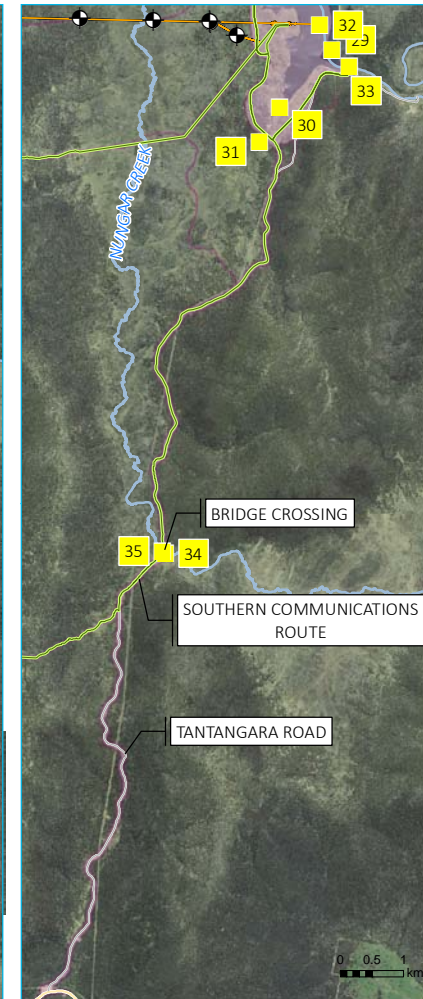 32
29
33
30
31
NUNGAR CREEK
BRIDGE CROSSING
35
34
SOUTHERN COMMUNICATIONS
ROUTE
TANTANGARA ROAD
0 0.5 1
km